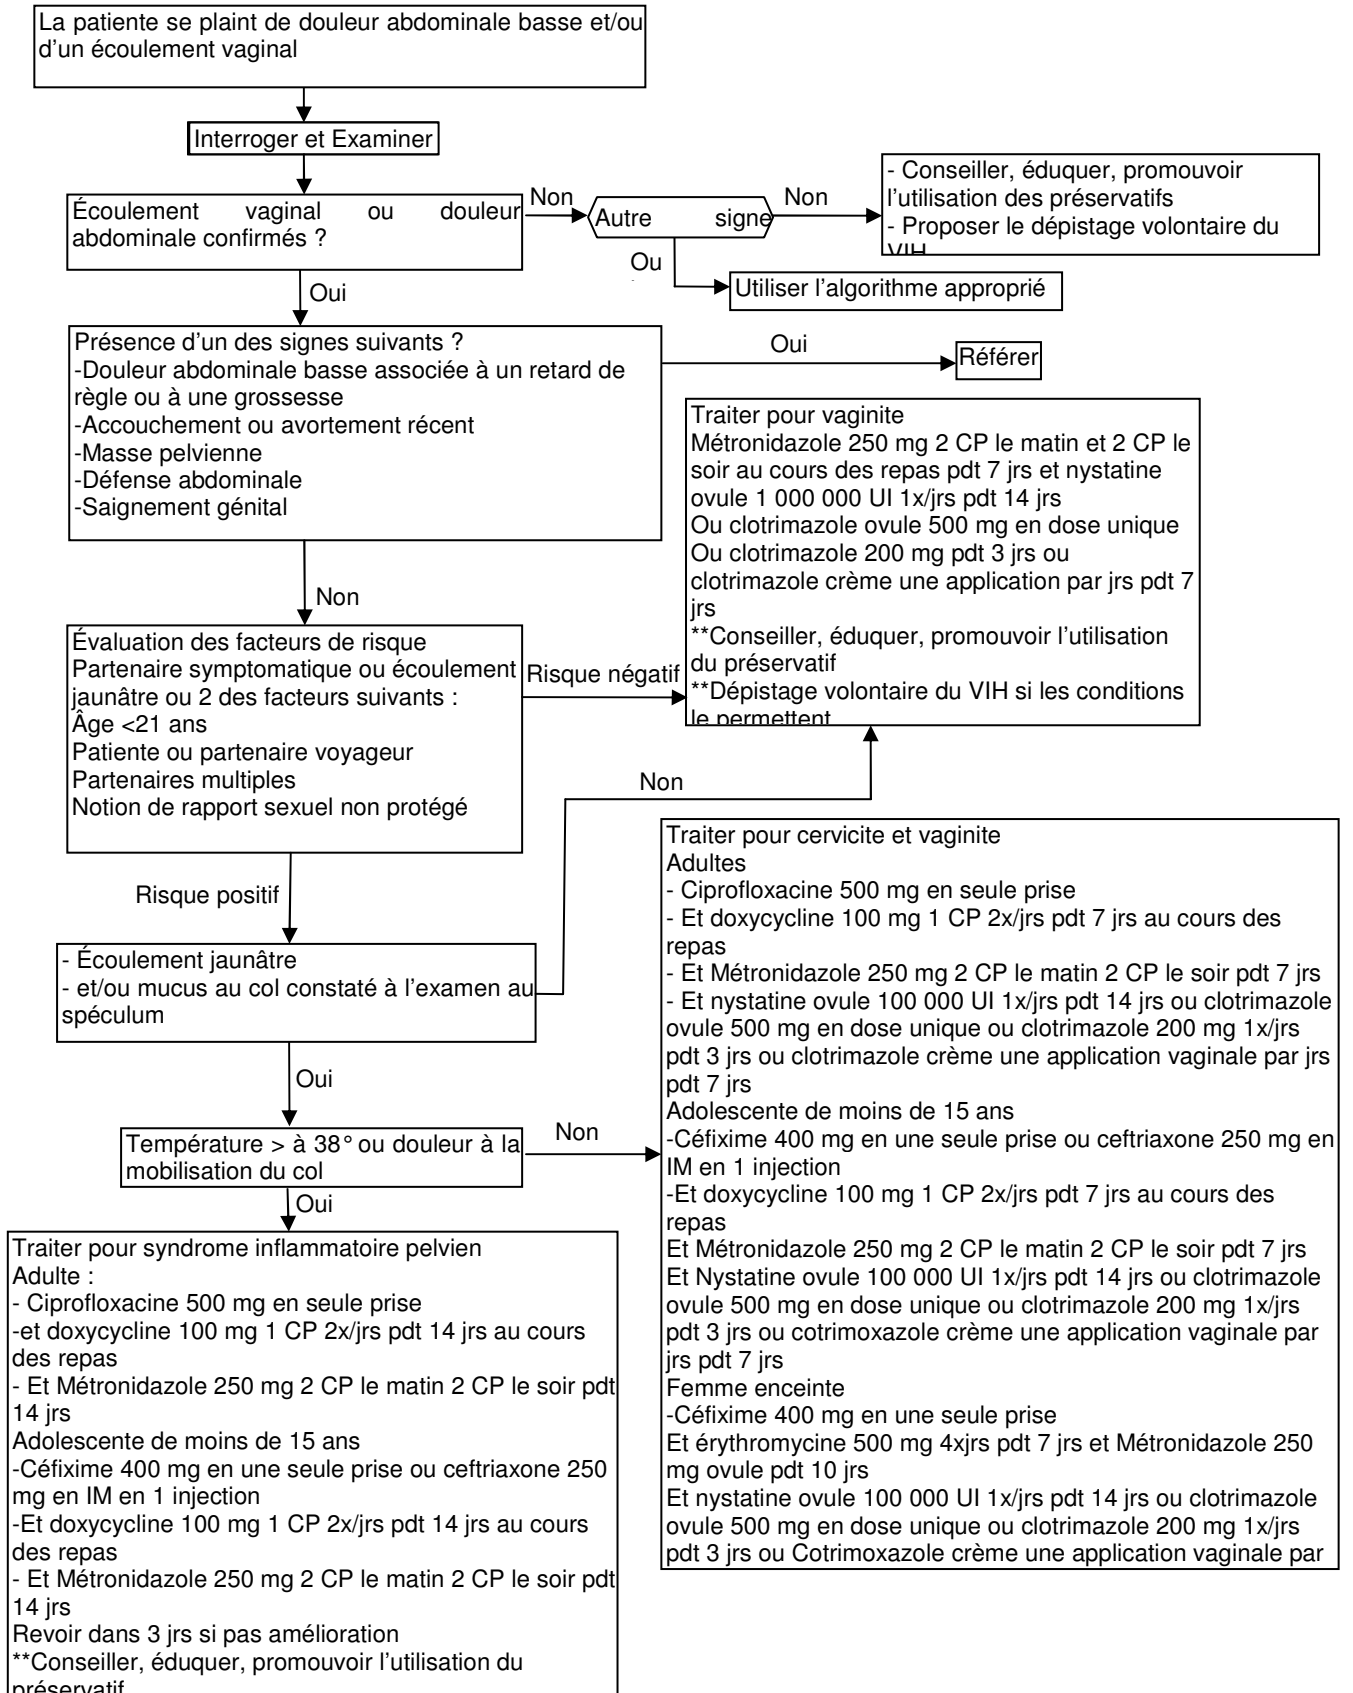 La patiente se plaint de douleur abdominale basse et/ou
d'un écoulement vaginal
Interroger et Examiner
Écoulement vaginal ou douleur
abdominale confirmés ?
Non
Autre signe
Non
- Conseiller, éduquer, promouvoir
l'utilisation des préservatifs
- Proposer le dépistage volontaire du
VIH
Ou
Utiliser l'algorithme approprié
Oui
Présence d'un des signes suivants ?
-Douleur abdominale basse associée à un retard de
règle ou à une grossesse
-Accouchement ou avortement récent
-Masse pelvienne
-Défense abdominale
-Saignement génital
Oui
Référer
Non
Traiter pour vaginite
Métronidazole 250 mg 2 CP le matin et 2 CP le
soir au cours des repas pdt 7 jrs et nystatine
ovule 1 000 000 UI 1x/jrs pdt 14 jrs
Ou clotrimazole ovule 500 mg en dose unique
Ou clotrimazole 200 mg pdt 3 jrs ou
clotrimazole crème une application par jrs pdt 7
jrs
**Conseiller, éduquer, promouvoir l'utilisation
du préservatif
**Dépistage volontaire du VIH si les conditions
le permettent
Évaluation des facteurs de risque
Partenaire symptomatique ou écoulement
jaunâtre ou 2 des facteurs suivants :
Âge <21 ans
Patiente ou partenaire voyageur
Partenaires multiples
Notion de rapport sexuel non protégé
Risque négatif
Risque positif
Non
- Écoulement jaunâtre
- et/ou mucus au col constaté à l'examen au
spéculum
Oui
Température > à 38° ou douleur à la
mobilisation du col
Non
Oui
Traiter pour cervicite et vaginite
Adultes
- Ciprofloxacine 500 mg en seule prise
- Et doxycycline 100 mg 1 CP 2x/jrs pdt 7 jrs au cours des
repas
- Et Métronidazole 250 mg 2 CP le matin 2 CP le soir pdt 7 jrs
- Et nystatine ovule 100 000 UI 1x/jrs pdt 14 jrs ou clotrimazole
ovule 500 mg en dose unique ou clotrimazole 200 mg 1x/jrs
pdt 3 jrs ou clotrimazole crème une application vaginale par jrs
pdt 7 jrs
Adolescente de moins de 15 ans
-Céfixime 400 mg en une seule prise ou ceftriaxone 250 mg en
IM en 1 injection
-Et doxycycline 100 mg 1 CP 2x/jrs pdt 7 jrs au cours des
repas
Et Métronidazole 250 mg 2 CP le matin 2 CP le soir pdt 7 jrs
Et Nystatine ovule 100 000 UI 1x/jrs pdt 14 jrs ou clotrimazole
ovule 500 mg en dose unique ou clotrimazole 200 mg 1x/jrs
pdt 3 jrs ou cotrimoxazole crème une application vaginale par
jrs pdt 7 jrs
Femme enceinte
-Céfixime 400 mg en une seule prise
Et érythromycine 500 mg 4xjrs pdt 7 jrs et Métronidazole 250
mg ovule pdt 10 jrs
Et nystatine ovule 100 000 UI 1x/jrs pdt 14 jrs ou clotrimazole
ovule 500 mg en dose unique ou clotrimazole 200 mg 1x/jrs
pdt 3 jrs ou Cotrimoxazole crème une application vaginale par
Traiter pour syndrome inflammatoire pelvien
Adulte :
- Ciprofloxacine 500 mg en seule prise
-et doxycycline 100 mg 1 CP 2x/jrs pdt 14 jrs au cours
des repas
- Et Métronidazole 250 mg 2 CP le matin 2 CP le soir pdt
14 jrs
Adolescente de moins de 15 ans
-Céfixime 400 mg en une seule prise ou ceftriaxone 250
mg en IM en 1 injection
-Et doxycycline 100 mg 1 CP 2x/jrs pdt 14 jrs au cours
des repas
- Et Métronidazole 250 mg 2 CP le matin 2 CP le soir pdt
14 jrs
Revoir dans 3 jrs si pas amélioration
**Conseiller, éduquer, promouvoir l'utilisation du
préservatif